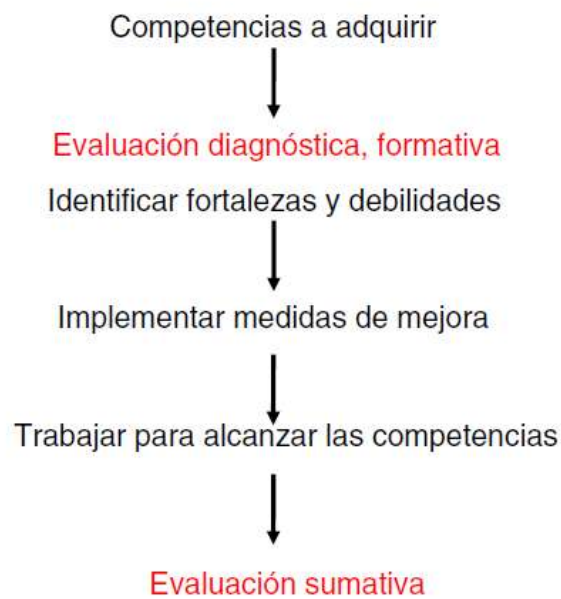 Competencias a adquirir
Evaluación diagnóstica, formativa
Identificar fortalezas y debilidades
Implementar medidas de mejora
Trabajar para alcanzar las competencias
Evaluación sumativa